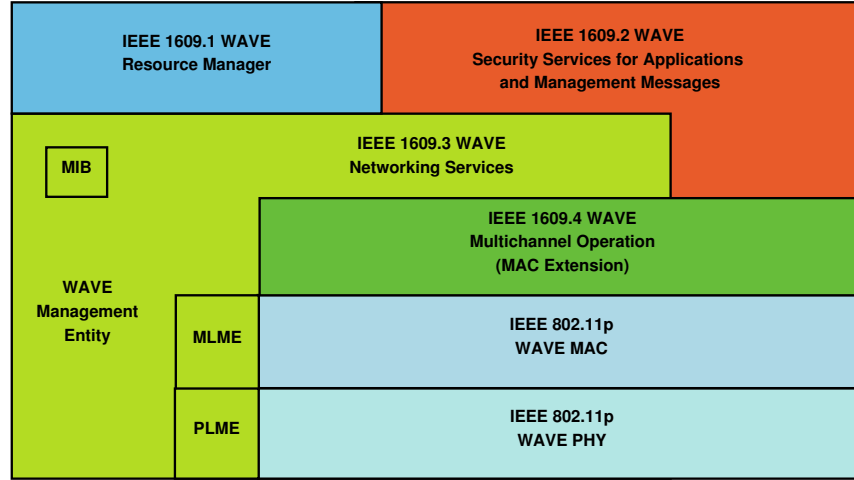 IEEE 1609.1 WAVE
Resource Manager
IEEE 1609.2 WAVE
Security Services for Applications
and Management Messages
IEEE 1609.3 WAVE
Networking Services
MIB
IEEE 1609.4 WAVE
Multichannel Operation
(MAC Extension)
WAVE
Management
Entity
MLME
IEEE 802.11p
WAVE MAC
PLME
IEEE 802.11p
WAVE PHY